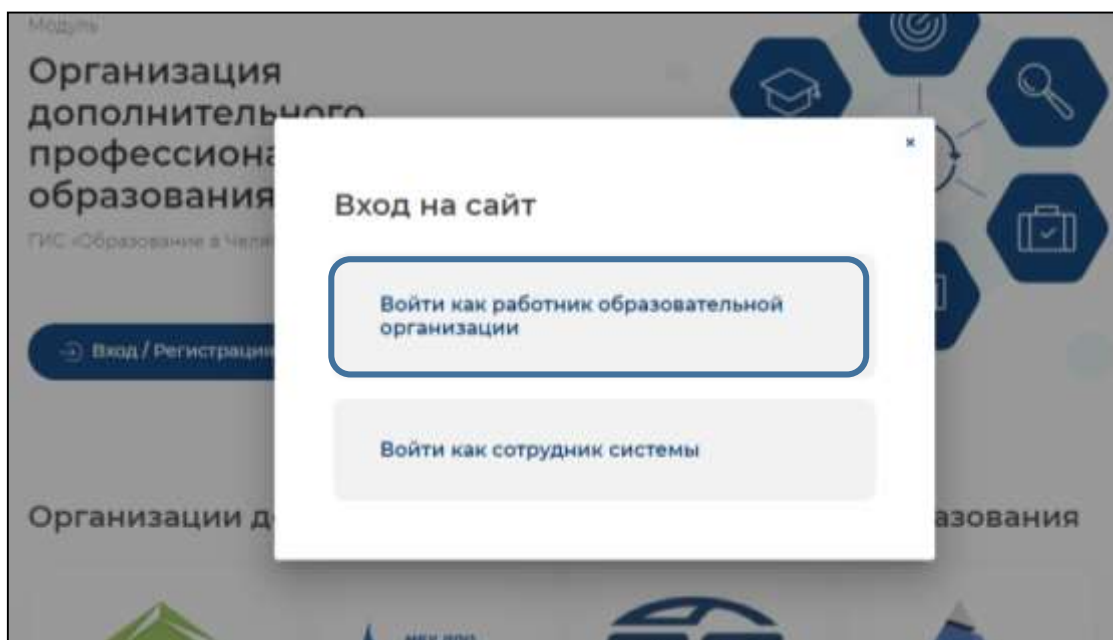 Модуль
Организация
дополнительного
профессиона
образования
ГИС «Образование в Челя
Вход / Регистрация
Вход на сайт
Войти как работник образовательной
организации
Войти как сотрудник системы
Организации д
азования